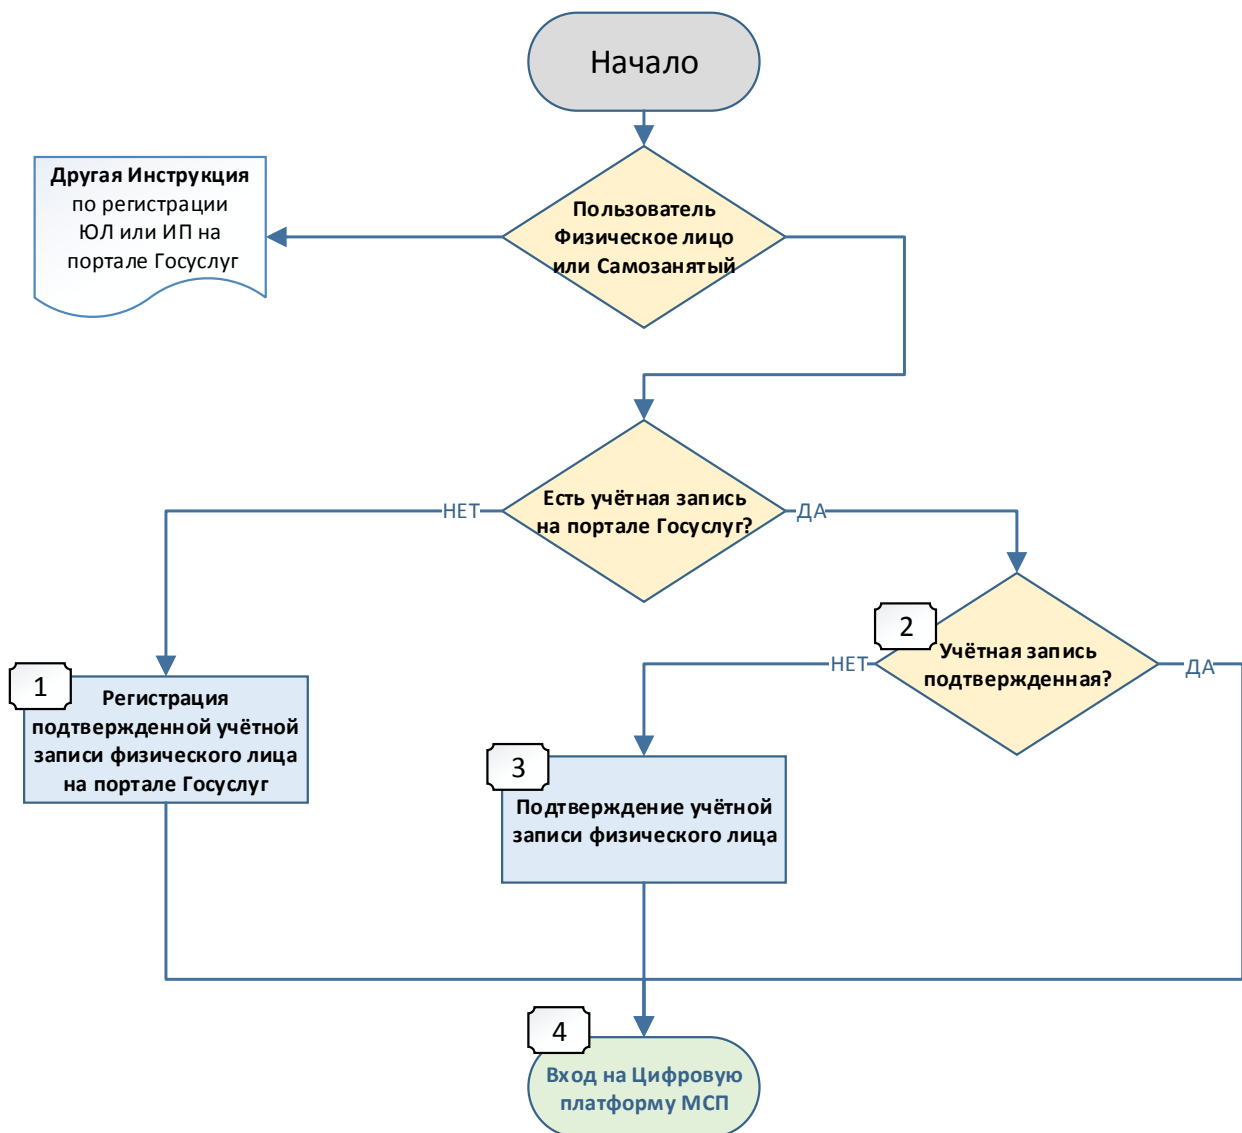 Начало
Другая Инструкция
по регистрации
ЮЛ или ИП на
портале Госуслуг
Пользователь
Физическое лицо
или Самозанятый
Есть учётная запись
на портале Госуслуг?
НЕТ
ДА
2
Учётная запись
подтвержденная?
НЕТ
ДА
1
Регистрация
подтвержденной учётной
записи физического лица
на портале Госуслуг
3
Подтверждение учётной
записи физического лица
4
Вход на Цифровую
платформу МСП